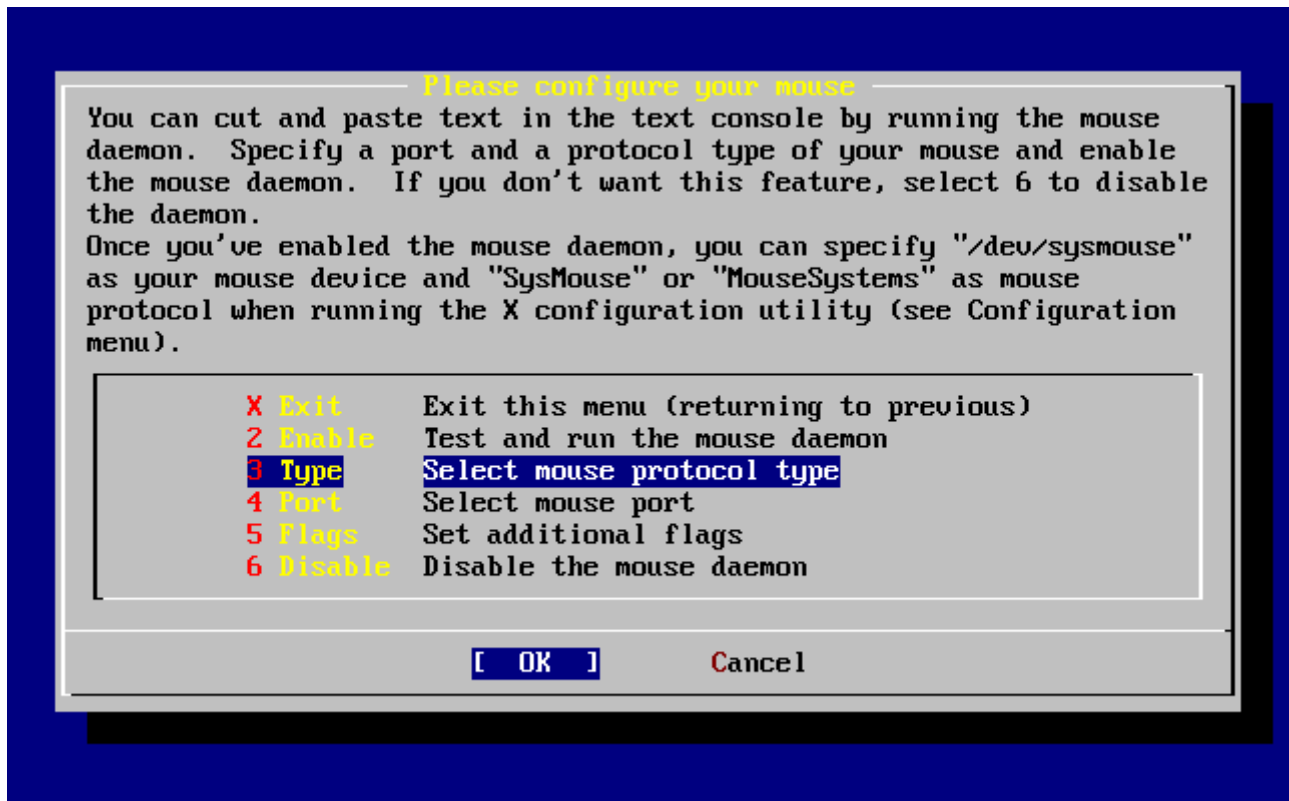 Please configure your mouse
You can cut and paste text in the text console by running the mouse
daemon.  Specify a port and a protocol type of your mouse and enable
the mouse daemon.  If you don't want this feature, select 6 to disable
the daemon.
Once you've enabled the mouse daemon, you can specify "/dev/sysmouse"
as your mouse device and "SysMouse" or "MouseSystems" as mouse
protocol when running the X configuration utility (see Configuration
menu).
X Exit     Exit this menu (returning to previous)
2 Enable   Test and run the mouse daemon
3 Type     Select mouse protocol type
4 Port     Select mouse port
5 Flags    Set additional flags
6 Disable  Disable the mouse daemon
[  OK  ]       Cancel